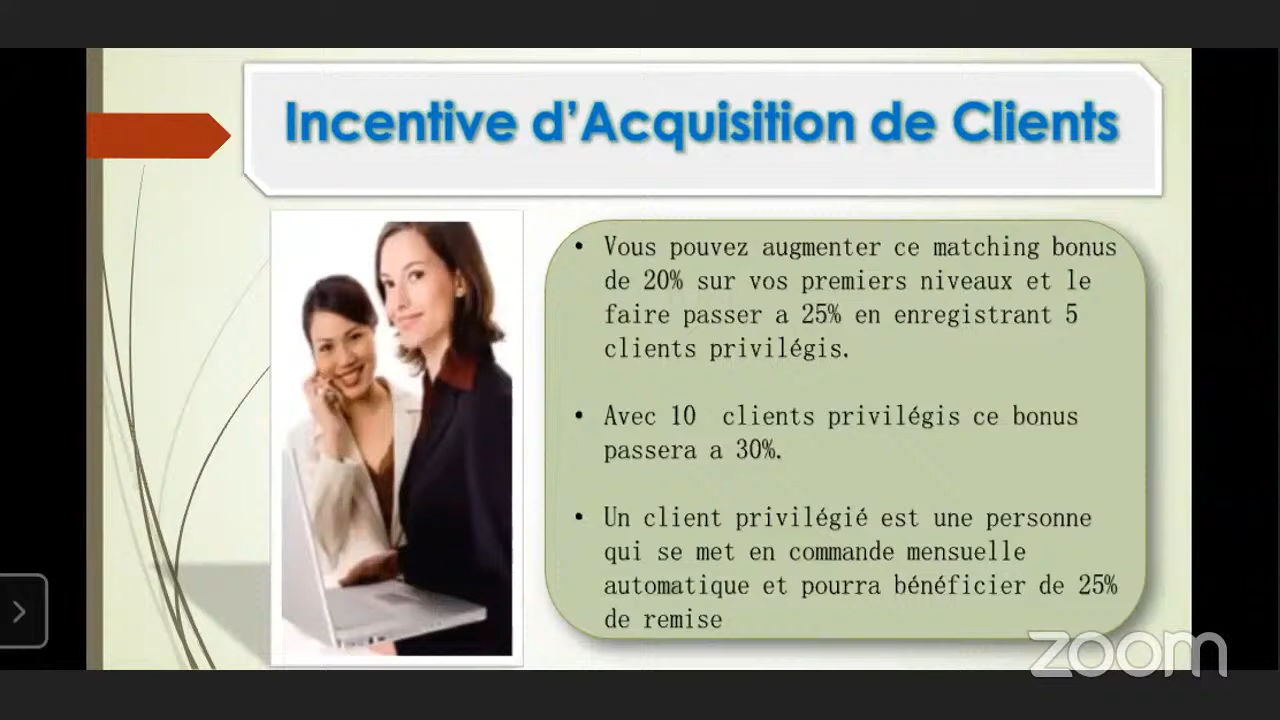 Incentive d'Acquisition de Clients
• Vous pouvez augmenter ce matching bonus
de 20% sur vos premiers niveaux et le
faire passer a 25% en enregistrant 5
clients privilégis.
• Avec 10 clients privilégis ce bonus
passera a 30%.
• Un client privilégié est une personne
qui se met en commande mensuelle
automatique et pourra bénéficier de 25%
de remise
zoom